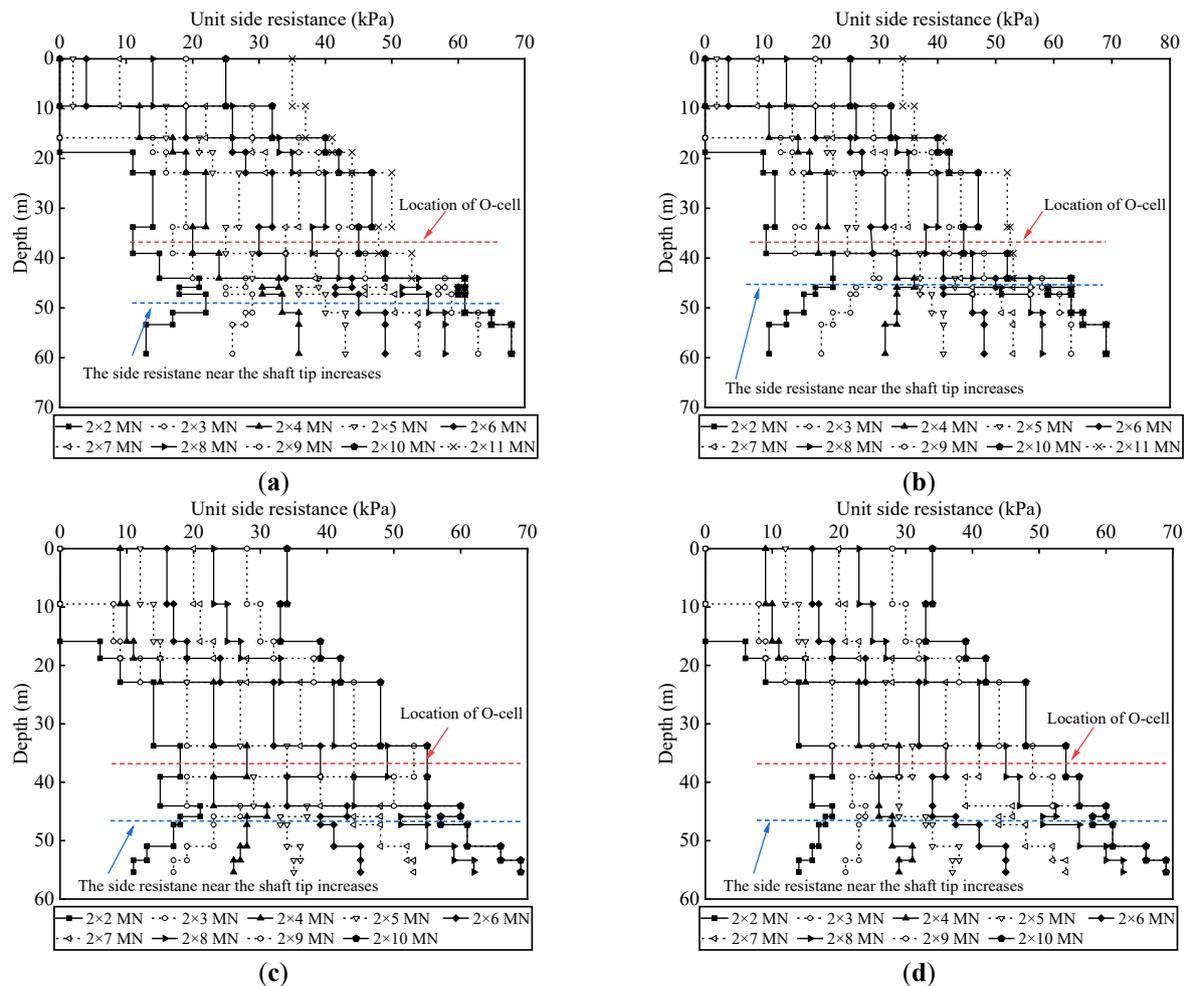 Unit side resistance (kPa)
0 10 20 30 40 50 60 70
0
10
20
30
40
50
60
70
Depth (m)
Location of O-cell
The side resistane near the shaft tip increases
2×2 MN 2×3 MN 2×4 MN 2×5 MN 2×6 MN
2×7 MN 2×8 MN 2×9 MN 2×10 MN 2×11 MN
(a)
Unit side resistance (kPa)
0 10 20 30 40 50 60 70 80
0
10
20
30
40
50
60
70
Depth (m)
Location of O-cell
The side resistane near the shaft tip increases
2×2 MN 2×3 MN 2×4 MN 2×5 MN 2×6 MN
2×7 MN 2×8 MN 2×9 MN 2×10 MN 2×11 MN
(b)
Unit side resistance (kPa)
0 10 20 30 40 50 60 70
0
10
20
30
40
50
60
Depth (m)
Location of O-cell
The side resistane near the shaft tip increases
2×2 MN 2×3 MN 2×4 MN 2×5 MN 2×6 MN
2×7 MN 2×8 MN 2×9 MN 2×10 MN
(c)
Unit side resistance (kPa)
0 10 20 30 40 50 60 70
0
10
20
30
40
50
60
Depth (m)
Location of O-cell
The side resistane near the shaft tip increases
2×2 MN 2×3 MN 2×4 MN 2×5 MN 2×6 MN
2×7 MN 2×8 MN 2×9 MN 2×10 MN
(d)